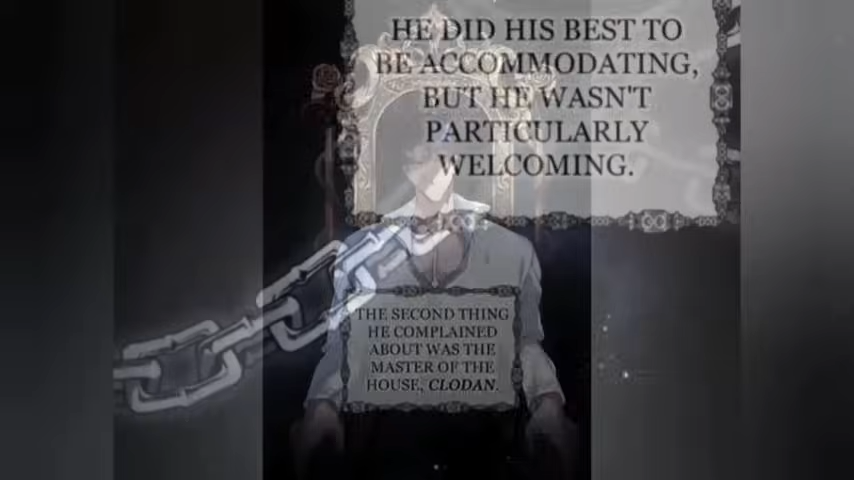 HE DID HIS BEST TO
BE ACCOMMODATING,
BUT HE WASN'T
PARTICULARLY
WELCOMING.
THE SECOND THING
HE COMPLAINED
ABOUT WAS THE
MASTER OF THE
HOUSE, CLODAN.